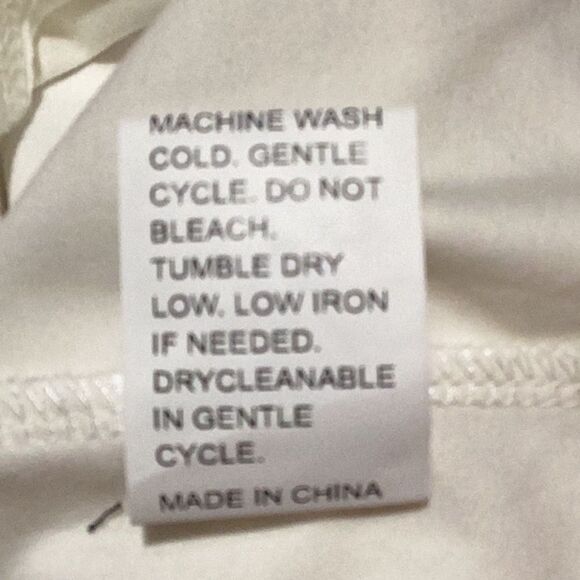 MACHINE WASH
COLD. GENTLE
CYCLE. DO NOT
BLEACH.
TUMBLE DRY
LOW. LOW IRON
IF NEEDED.
DRYCLEANABLE
IN GENTLE
CYCLE.
MADE IN CHINA